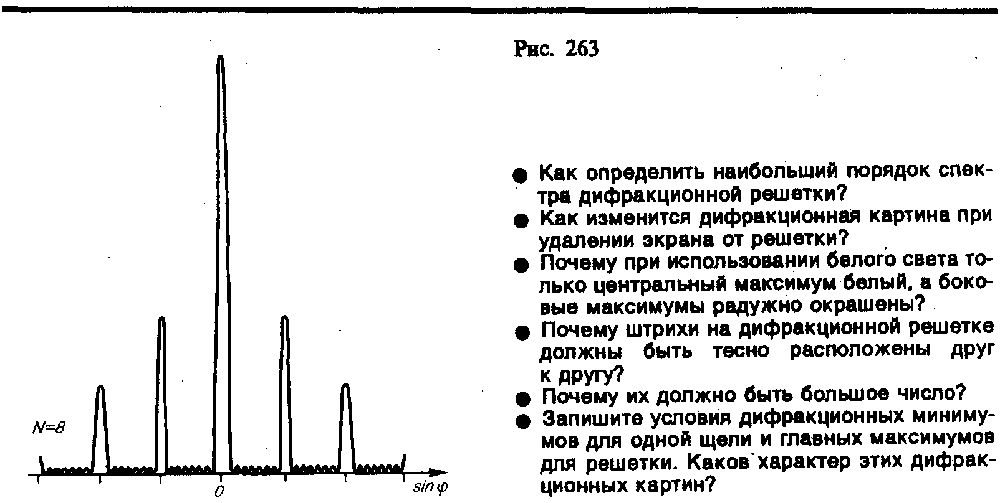 Рис. 263
● Как определить наибольший порядок спек-
тра дифракционной решетки?
● Как изменится дифракционная картина при
удалении экрана от решетки?
● Почему при использовании белого света то-
лько центральный максимум белый, а боко-
вые максимумы радужно окрашены?
● Почему штрихи на дифракционной решетке
должны быть тесно расположены друг
к другу?
● Почему их должно быть большое число?
● Запишите условия дифракционных миниму-
мов для одной щели и главных максимумов
для решетки. Каков характер этих дифрак-
ционных картин?
N=8
0
sin φ